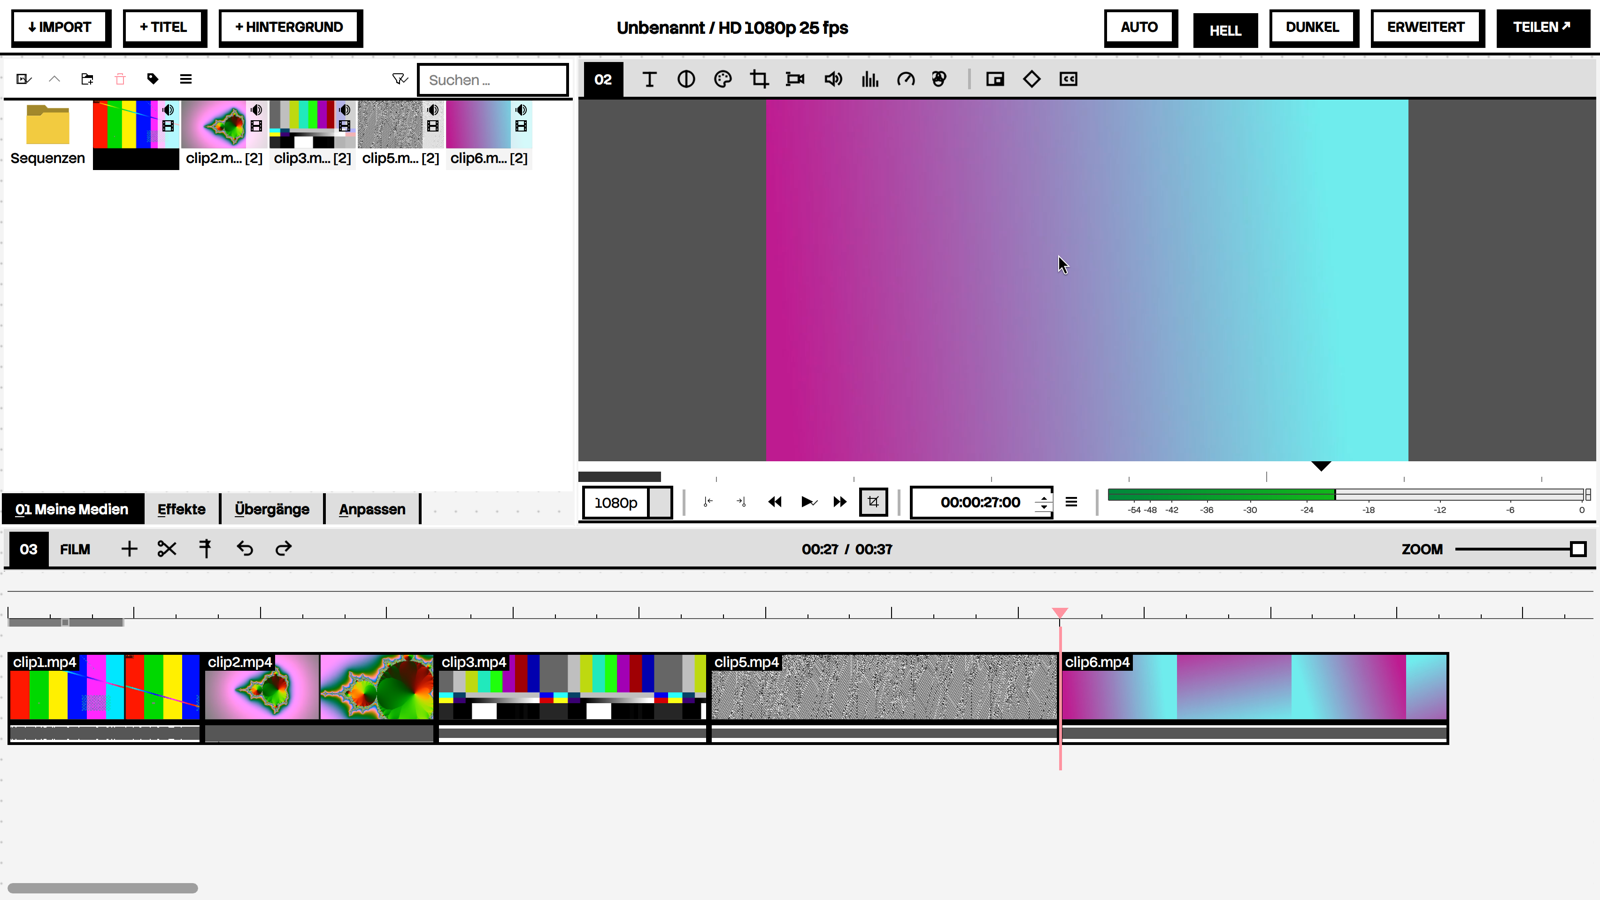 ↓ IMPORT
+ TITEL
+ HINTERGRUND
Unbenannt / HD 1080p 25 fps
AUTO
HELL
DUNKEL
ERWEITERT
TEILEN ↗
Suchen ...
02
Sequenzen
clip2.m... [2]
clip3.m... [2]
clip5.m... [2]
clip6.m... [2]
01 Meine Medien
Effekte
Übergänge
Anpassen
1080p
00:00:27:00
-54 -48 -42 -36 -30 -24 -18 -12 -6 0
03
FILM
00:27 / 00:37
ZOOM
clip1.mp4
clip2.mp4
clip3.mp4
clip5.mp4
clip6.mp4